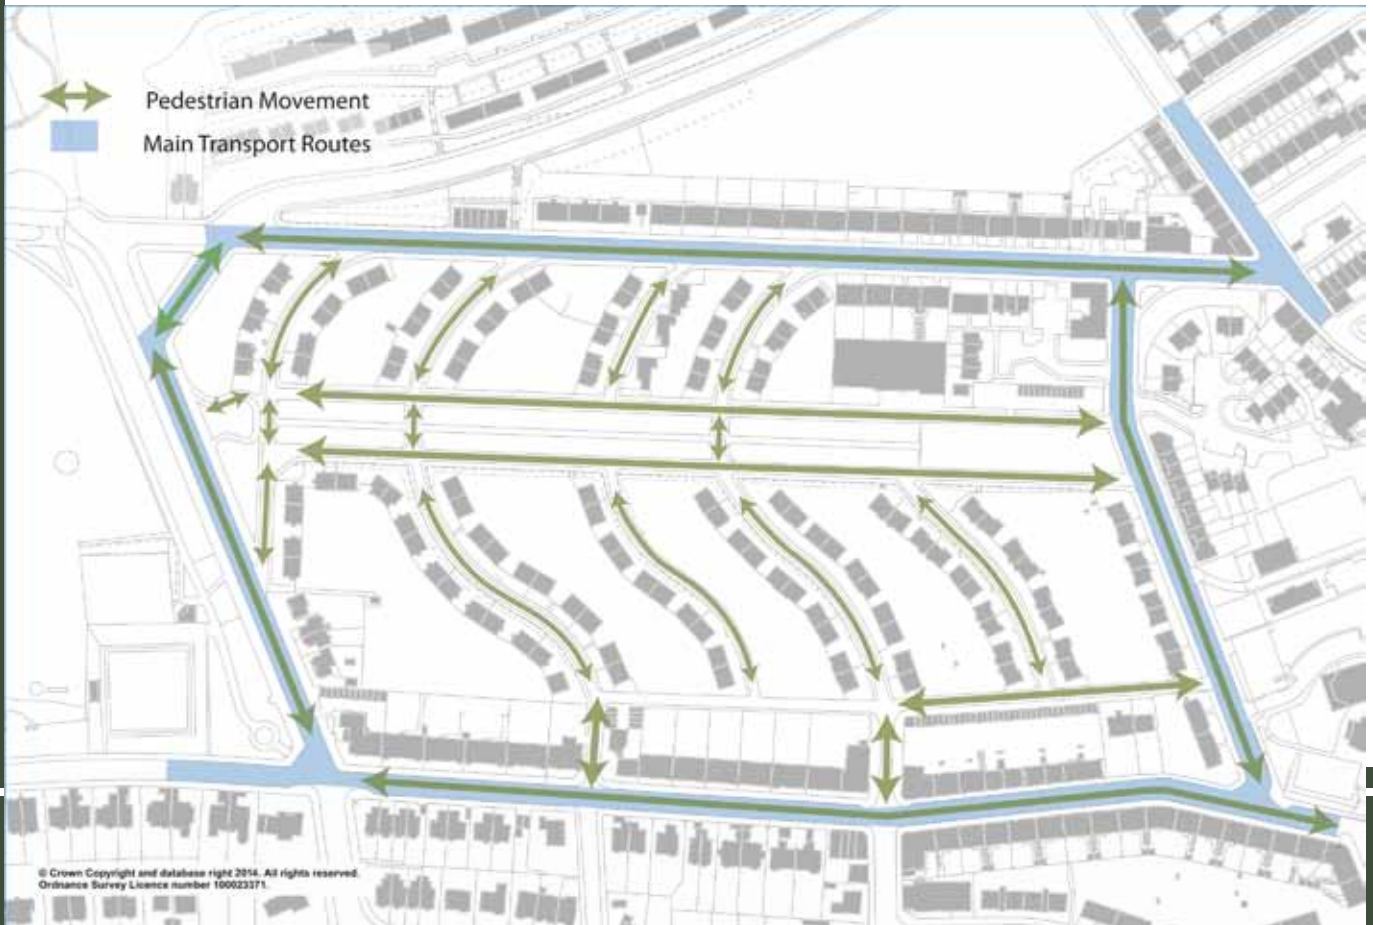 Pedestrian Movement
Main Transport Routes
© Crown Copyright and database right 2014. All rights reserved.
Ordnance Survey Licence number 100023371.